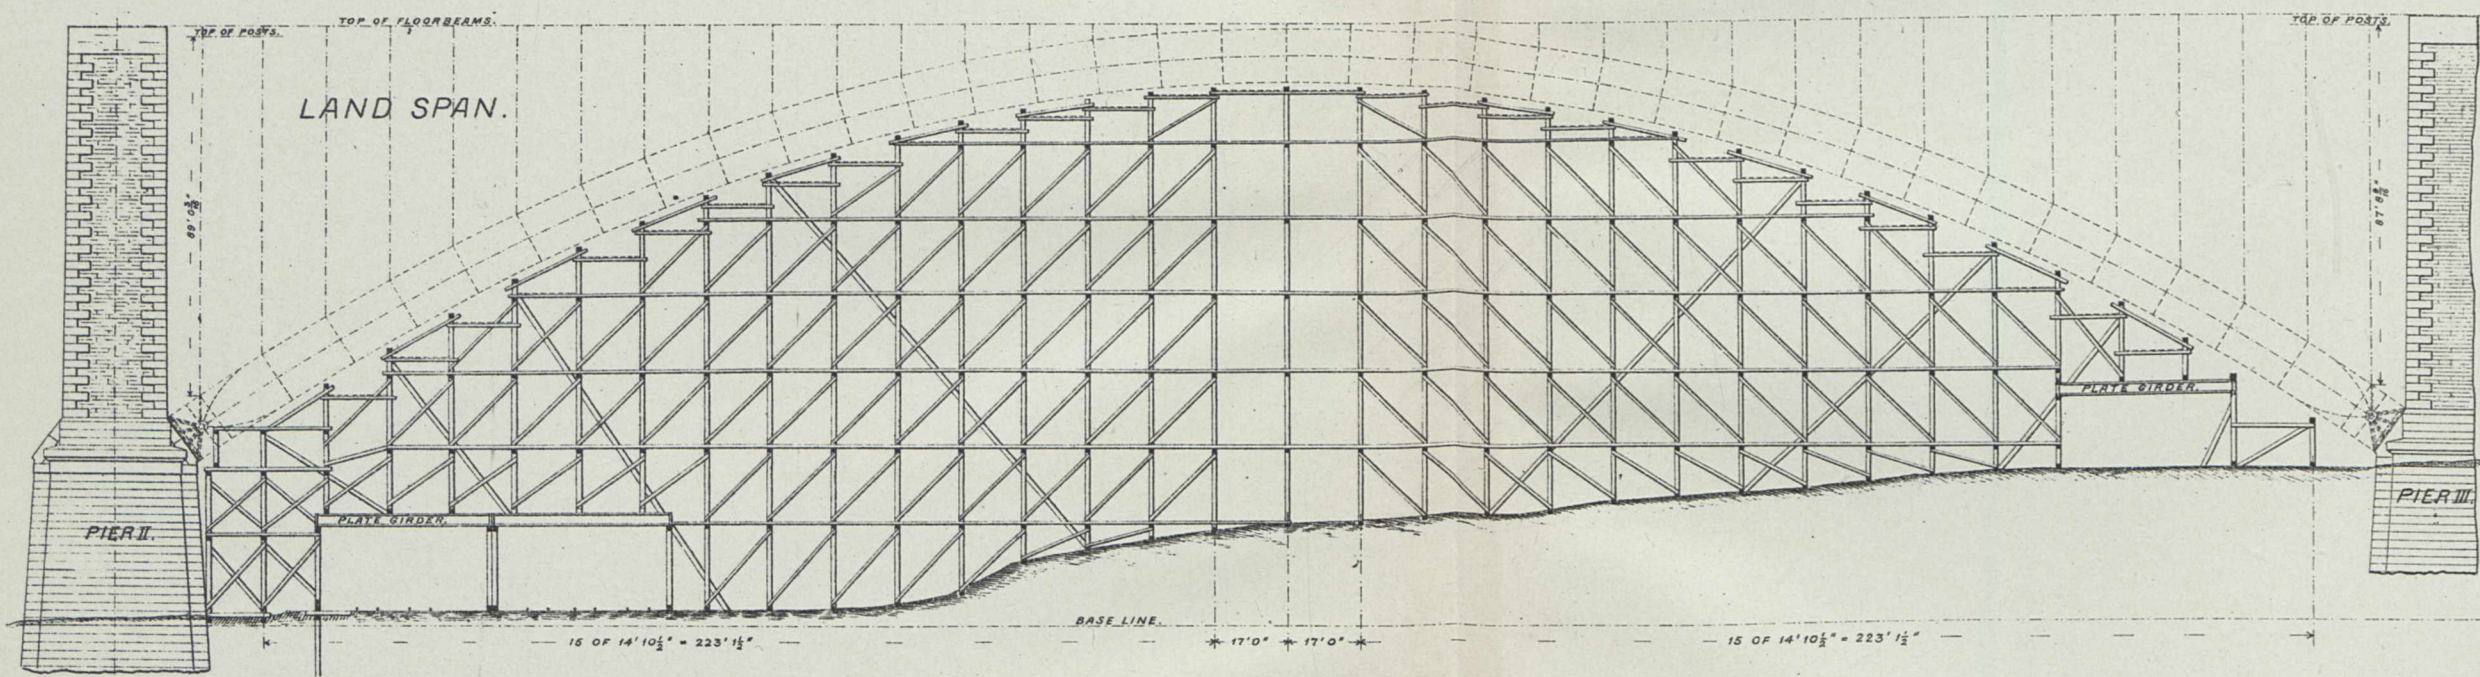 TOP OF FLOORBEAMS.
TOP OF POSTS.
TOP OF POSTS.
LAND SPAN.
PLATE GIRDER.
PLATE GIRDER.
PIER II.
PIER III.
BASE LINE.
15 OF 14' 10½" = 223' 1½"
17'0"
17'0"
15 OF 14' 10½" = 223' 1½"